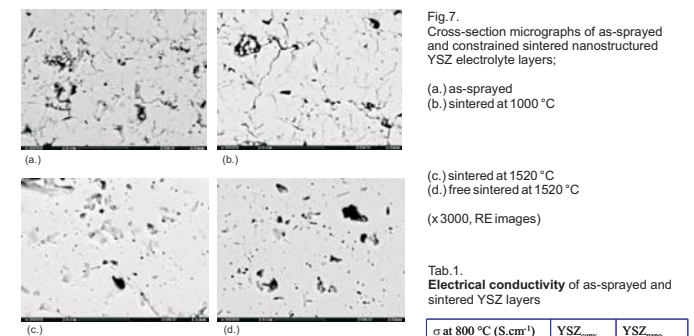 Fig.7.
Cross-section micrographs of as-sprayed
and constrained sintered nanostructured
YSZ electrolyte layers;
(a.) as-sprayed
(b.) sintered at 1000 °C
(a.)
(b.)
(c.) sintered at 1520 °C
(d.) free sintered at 1520 °C
(x 3000, RE images)
Tab.1.
Electrical conductivity of as-sprayed and
sintered YSZ layers
(c.)
(d.)
σ at 800 °C (S.cm-1) YSZconv YSZnano